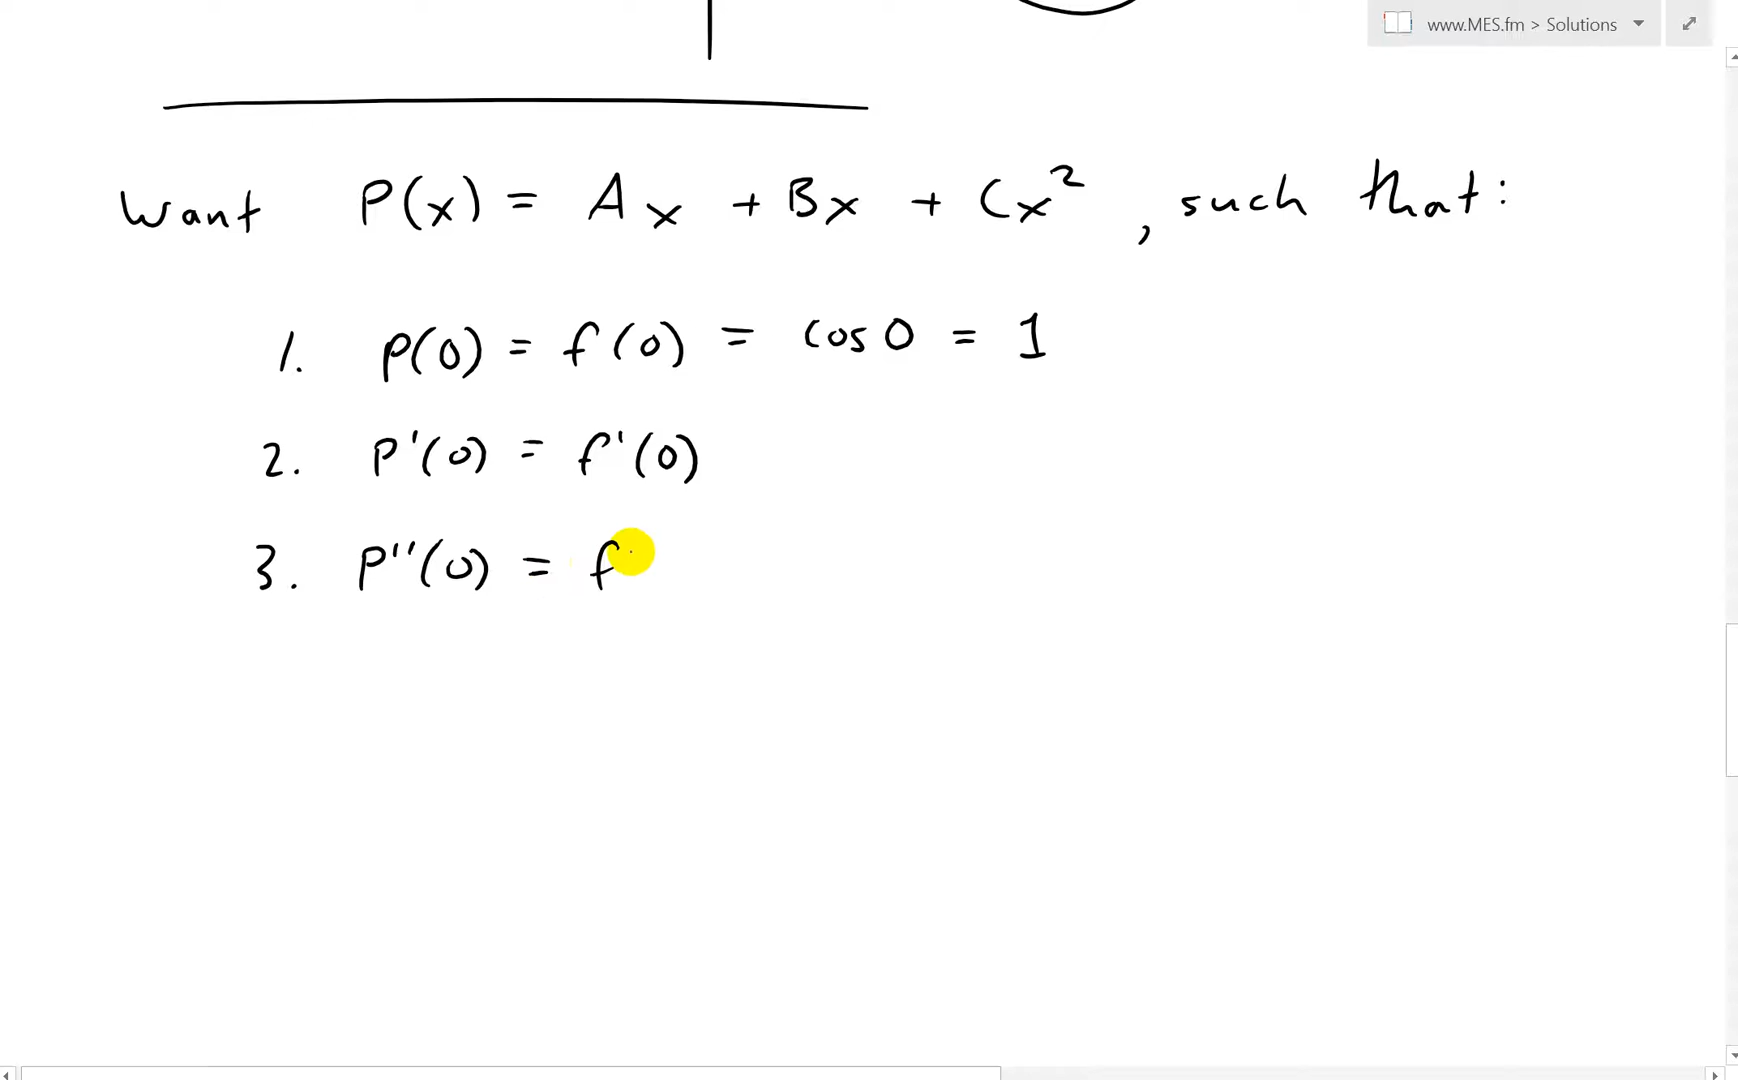 www.MES.fm > Solutions
Want P(x) = Ax + Bx + Cx², such that:
1. P(0) = f(0) = cos 0 = 1
2. P'(0) = f'(0)
3. P''(0) = f'